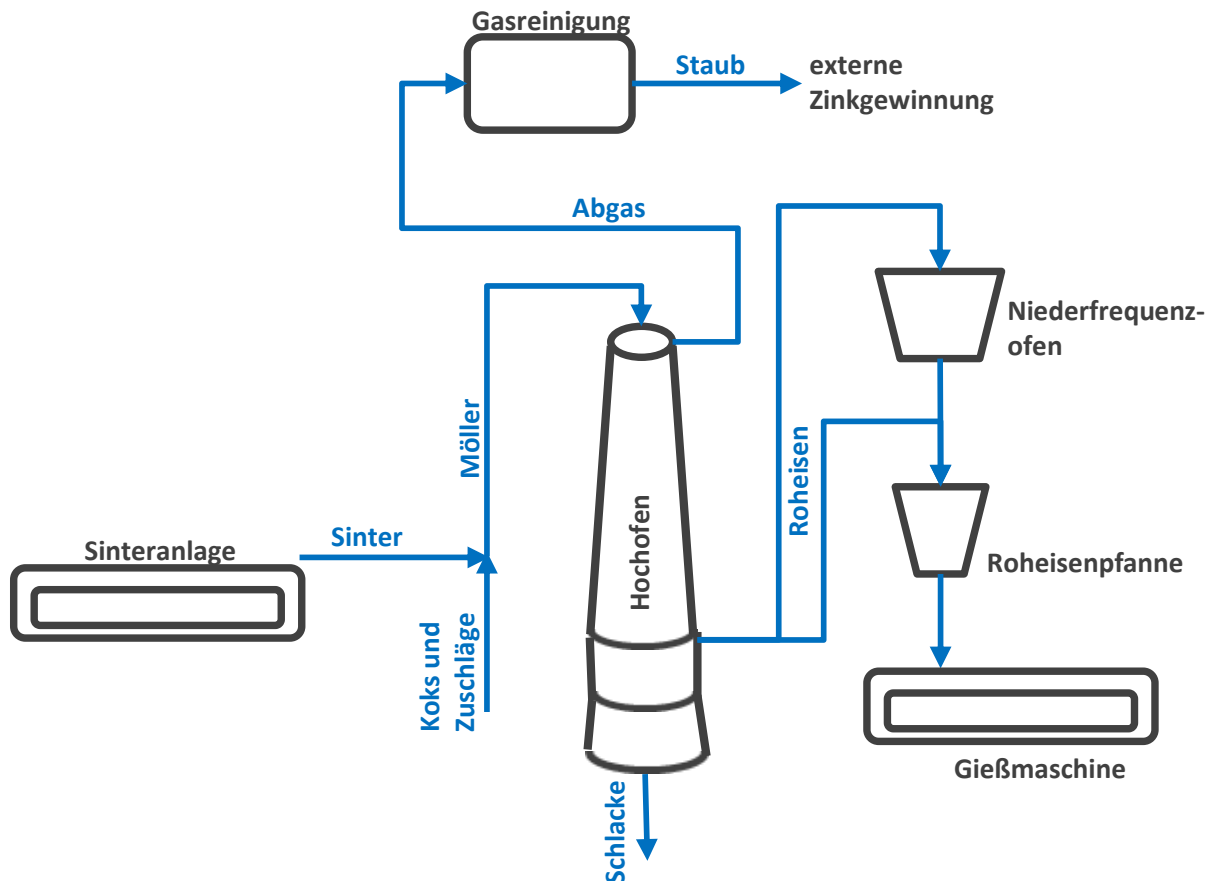 Gasreinigung
Staub
externe
Zinkgewinnung
Abgas
Niederfrequenz-
ofen
Möller
Roheisen
Hochofen
Sinter
Sinteranlage
Roheisenpfanne
Koks und
Zuschläge
Gießmaschine
Schlacke